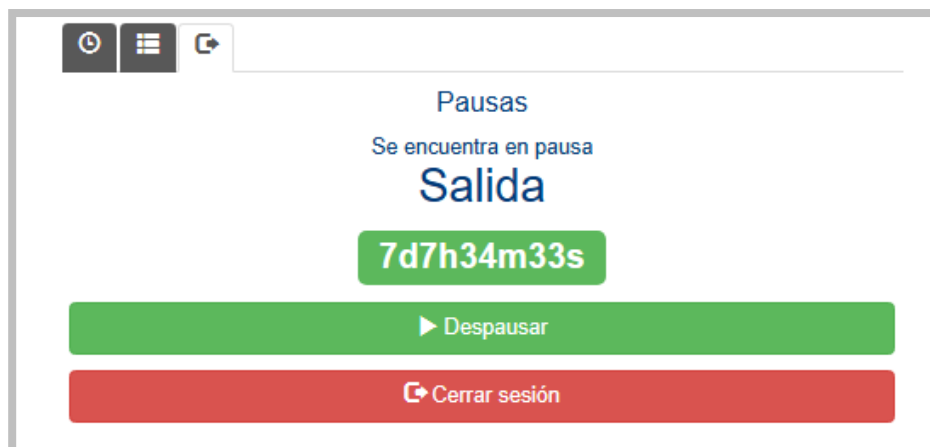 Pausas
Se encuentra en pausa
Salida
7d7h34m33s
Despausar
Cerrar sesión